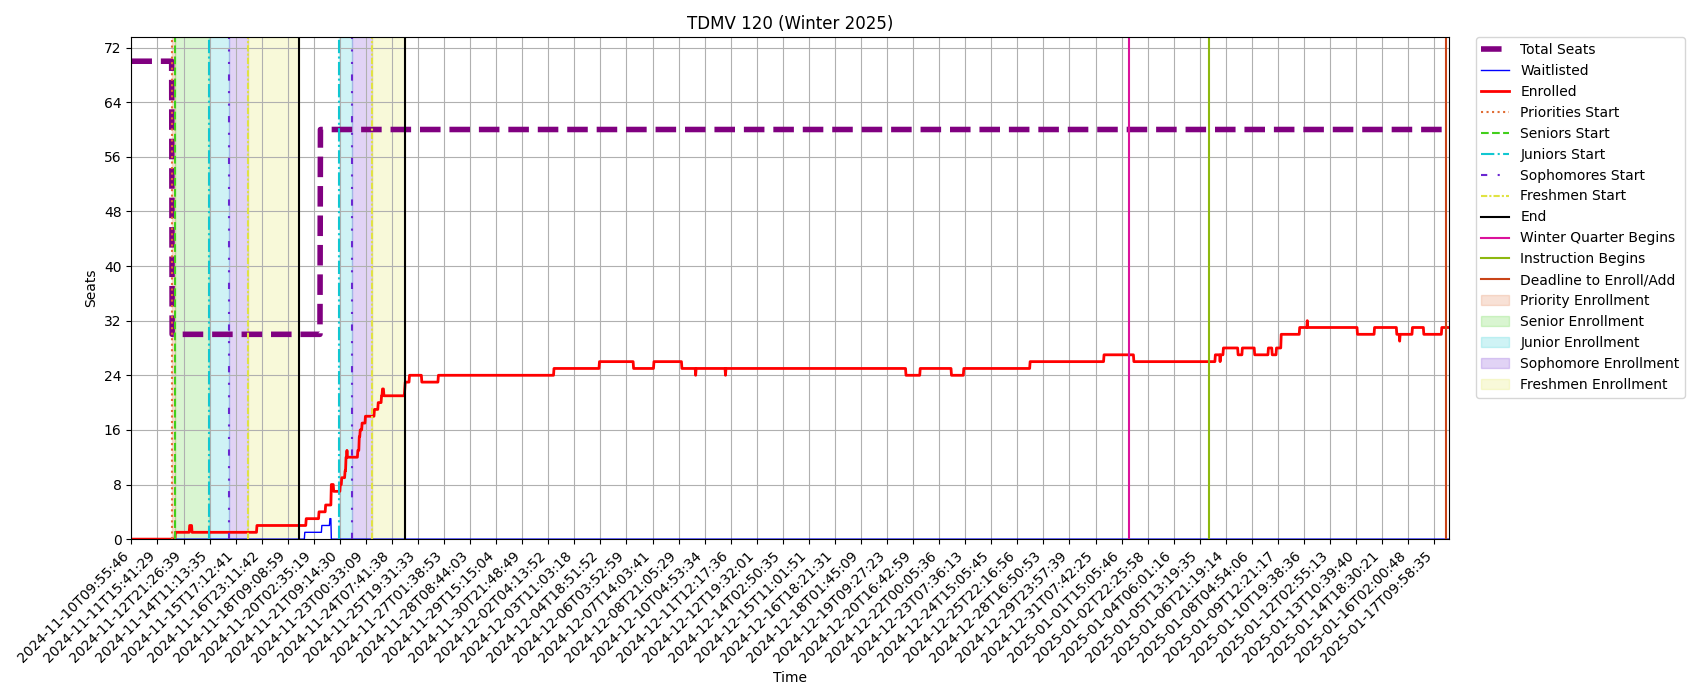 TDMV 120 (Winter 2025)
Seats
72
64
56
48
40
32
24
16
8
0
2024-11-10T09:55:46
2024-11-11T15:41:29
2024-11-12T21:26:39
2024-11-14T11:13:35
2024-11-15T17:12:41
2024-11-16T23:11:42
2024-11-18T09:08:59
2024-11-20T02:35:19
2024-11-21T09:14:30
2024-11-23T00:33:09
2024-11-24T07:41:38
2024-11-25T19:31:33
2024-11-27T01:38:53
2024-11-28T08:44:03
2024-11-29T15:15:04
2024-11-30T21:48:49
2024-12-02T04:13:52
2024-12-03T11:03:18
2024-12-04T18:51:52
2024-12-06T03:52:59
2024-12-07T14:03:41
2024-12-08T21:05:29
2024-12-10T04:53:34
2024-12-11T12:17:36
2024-12-12T19:32:01
2024-12-14T02:50:35
2024-12-15T11:01:51
2024-12-16T18:21:31
2024-12-18T01:45:09
2024-12-19T09:27:23
2024-12-20T16:42:59
2024-12-22T00:05:36
2024-12-23T07:36:13
2024-12-24T15:05:45
2024-12-25T22:16:56
2024-12-28T16:50:53
2024-12-29T23:57:39
2024-12-31T07:42:25
2025-01-01T15:05:46
2025-01-02T22:25:58
2025-01-04T06:01:16
2025-01-05T13:19:35
2025-01-06T21:19:14
2025-01-08T04:54:06
2025-01-09T12:21:17
2025-01-10T19:38:36
2025-01-12T02:55:13
2025-01-13T10:39:40
2025-01-14T18:30:21
2025-01-16T02:00:48
2025-01-17T09:58:35
Time
Total Seats
Waitlisted
Enrolled
Priorities Start
Seniors Start
Juniors Start
Sophomores Start
Freshmen Start
End
Winter Quarter Begins
Instruction Begins
Deadline to Enroll/Add
Priority Enrollment
Senior Enrollment
Junior Enrollment
Sophomore Enrollment
Freshmen Enrollment